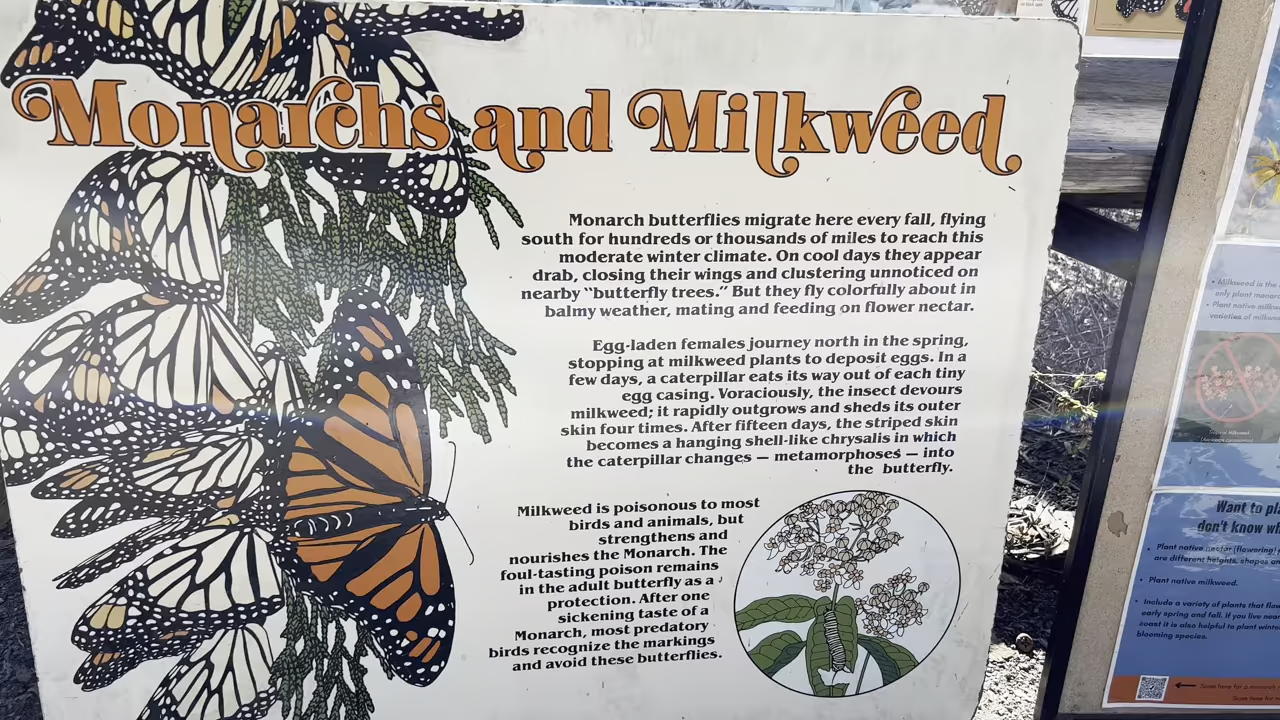 Monarchs and Milkweed
Monarch butterflies migrate here every fall, flying
south for hundreds or thousands of miles to reach this
moderate winter climate. On cool days they appear
drab, closing their wings and clustering unnoticed on
nearby "butterfly trees." But they fly colorfully about in
balmy weather, mating and feeding on flower nectar.
Egg-laden females journey north in the spring,
stopping at milkweed plants to deposit eggs. In a
few days, a caterpillar eats its way out of each tiny
egg casing. Voraciously, the insect devours
milkweed; it rapidly outgrows and sheds its outer
skin four times. After fifteen days, the striped skin
becomes a hanging shell-like chrysalis in which
the caterpillar changes — metamorphoses — into
the butterfly.
Milkweed is poisonous to most
birds and animals, but
strengthens and
nourishes the Monarch. The
foul-tasting poison remains
in the adult butterfly as a
protection. After one
sickening taste of a
Monarch, most predatory
birds recognize the markings
and avoid these butterflies.
• Milkweed is the
only plant
• Plant native
varieties of
Tropical Milkweed
Want to
don't know
• Plant native nectar (flowering)
are different heights, shapes
• Plant native milkweed.
• Include a variety of plants that
early spring and fall. If you live
coast it is also helpful to plant
blooming species.
Scan here for a monarch
Scan here for